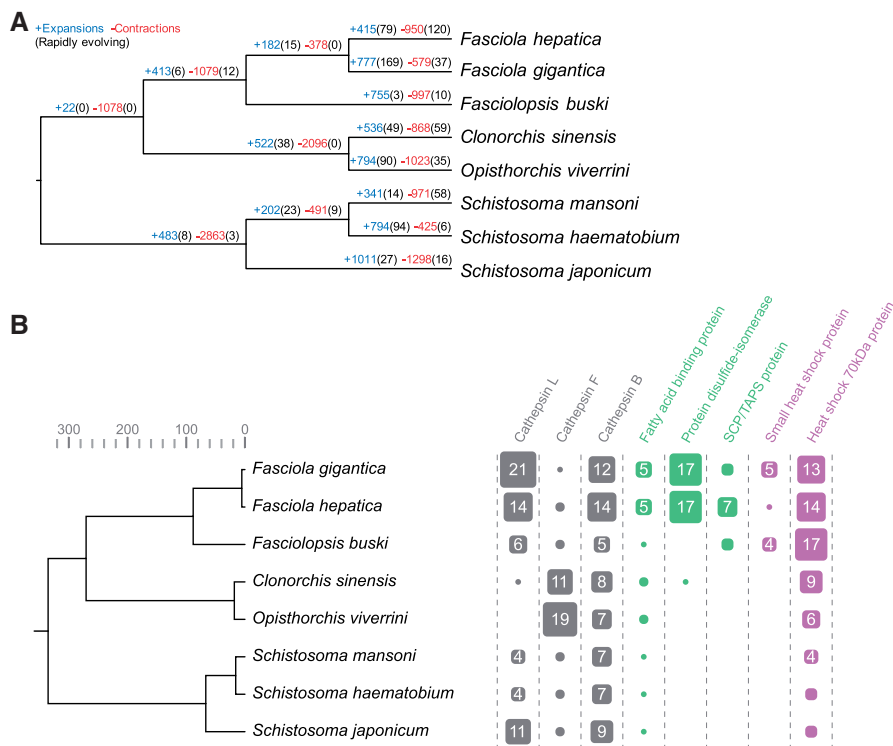 A
+Expansions -Contractions
(Rapidly evolving)
+415(79) -950(120)
Fasciola hepatica
+182(15) -378(0)
+777(169) -579(37)
Fasciola gigantica
+413(6) -1079(12)
+755(3) -997(10)
Fasciolopsis buski
+22(0) -1078(0)
+536(49) -868(59)
Clonorchis sinensis
+522(38) -2096(0)
+794(90) -1023(35)
Opisthorchis viverrini
+341(14) -971(58)
Schistosoma mansoni
+202(23) -491(9)
+794(94) -425(6)
Schistosoma haematobium
+483(8) -2863(3)
+1011(27) -1298(16)
Schistosoma japonicum
B
Cathepsin L
Cathepsin F
Cathepsin B
Fatty acid binding protein
Protein disulfide-isomerase
SCP/TAPS protein
Small heat shock protein
Heat shock 70kDa protein
300 200 100 0
Fasciola gigantica 21 12 5 17 5 13
Fasciola hepatica 14 14 5 17 7 14
Fasciolopsis buski 6 5 4 17
Clonorchis sinensis 11 8 9
Opisthorchis viverrini 19 7 6
Schistosoma mansoni 4 7 4
Schistosoma haematobium 4 7
Schistosoma japonicum 11 9